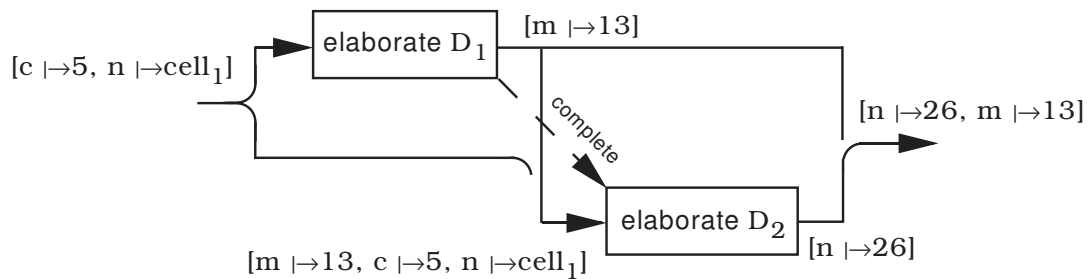 [m ↦13]
elaborate D1
[c ↦5, n ↦cell1]
complete
[n ↦26, m ↦13]
elaborate D2
[n ↦26]
[m ↦13, c ↦5, n ↦cell1]